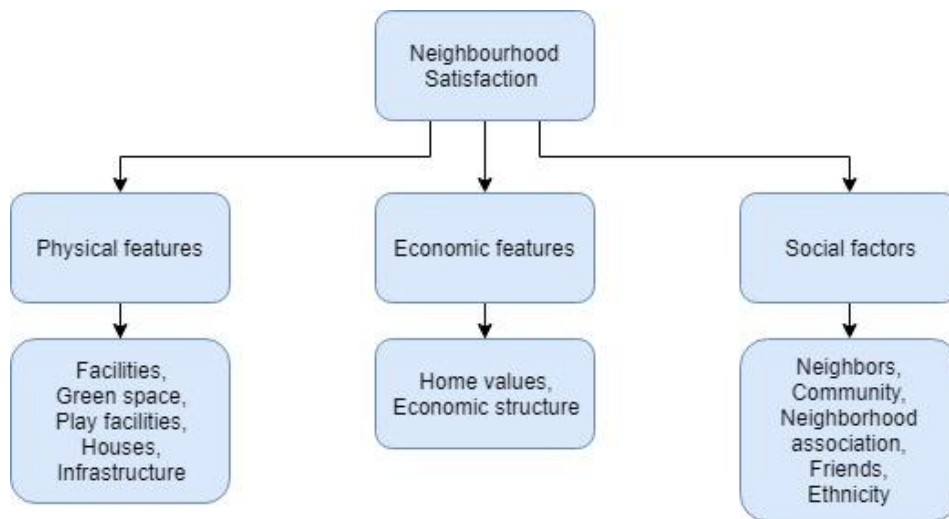 Neighbourhood
Satisfaction
Physical features
Economic features
Social factors
Facilities,
Green space,
Play facilities,
Houses,
Infrastructure
Home values,
Economic structure
Neighbors,
Community,
Neighborhood
association,
Friends,
Ethnicity